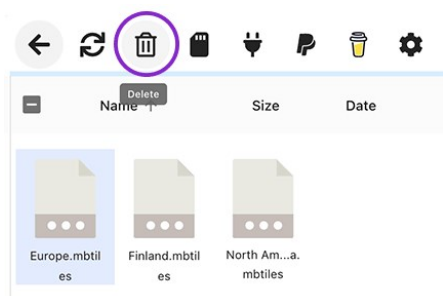 Delete
Name Size Date
Europe.mbtil
es
Finland.mbtil
es
North Am...a.
mbtiles